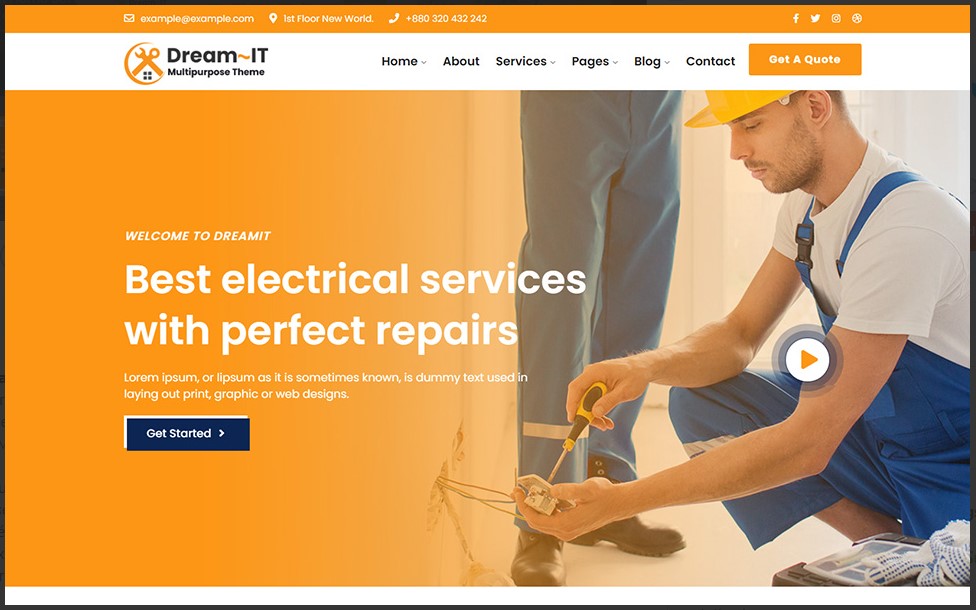 example@example.com 1st Floor New World. +880 320 432 242
Dream~IT
Multipurpose Theme
Home About Services Pages Blog Contact Get A Quote
WELCOME TO DREAMIT
Best electrical services
with perfect repairs
Lorem ipsum, or lipsum as it is sometimes known, is dummy text used in
laying out print, graphic or web designs.
Get Started